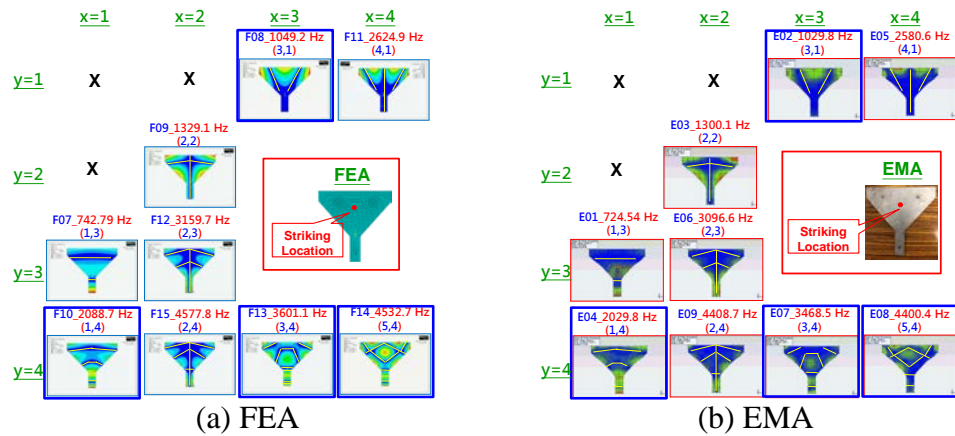 x=1 x=2 x=3 x=4
F08_1049.2 Hz F11_2624.9 Hz
(3,1) (4,1)
y=1 X X
F09_1329.1 Hz
(2,2)
y=2 X
FEA
Striking
Location
F07_742.79 Hz F12_3159.7 Hz
(1,3) (2,3)
y=3
F10_2088.7 Hz F15_4577.8 Hz F13_3601.1 Hz F14_4532.7 Hz
(1,4) (2,4) (3,4) (5,4)
y=4
(a) FEA
x=1 x=2 x=3 x=4
E02_1029.8 Hz E05_2580.6 Hz
(3,1) (4,1)
y=1 X X
E03_1300.1 Hz
(2,2)
y=2 X
EMA
Striking
Location
E01_724.54 Hz E06_3096.6 Hz
(1,3) (2,3)
y=3
E04_2029.8 Hz E09_4408.7 Hz E07_3468.5 Hz E08_4400.4 Hz
(1,4) (2,4) (3,4) (5,4)
y=4
(b) EMA